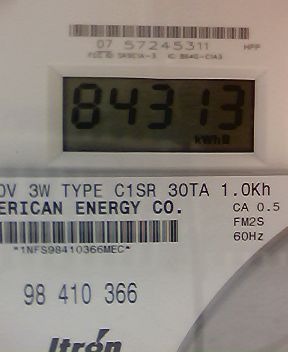 07 57245311
HPP
84313
kWh
0V 3W TYPE C1SR 30TA 1.0Kh
ERICAN ENERGY CO.
CA 0.5
FM2S
60Hz
*1NFS98410366MEC*
98 410 366
Itron